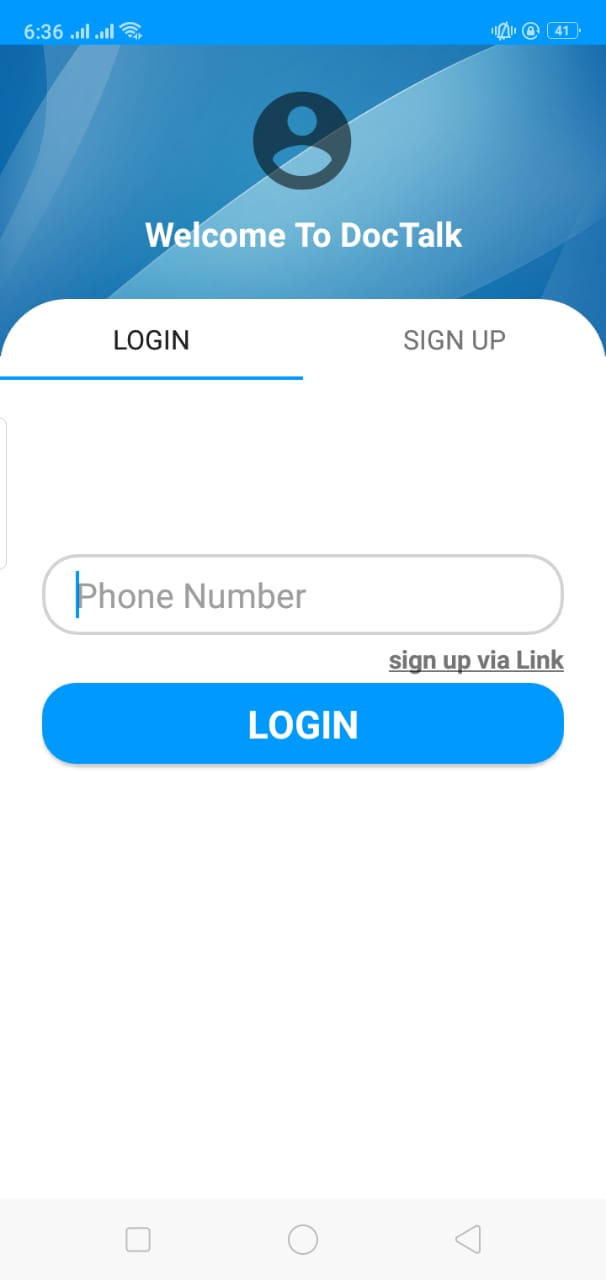 6:36 41
Welcome To DocTalk
LOGIN SIGN UP
Phone Number
sign up via Link
LOGIN